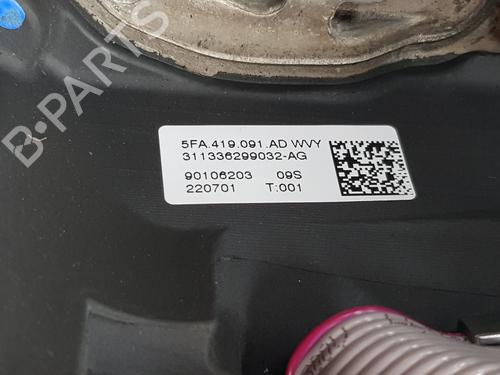 5FA.419.091.AD WVY
311336299032-AG
90106203 09S
220701 T:001
B-PARTS